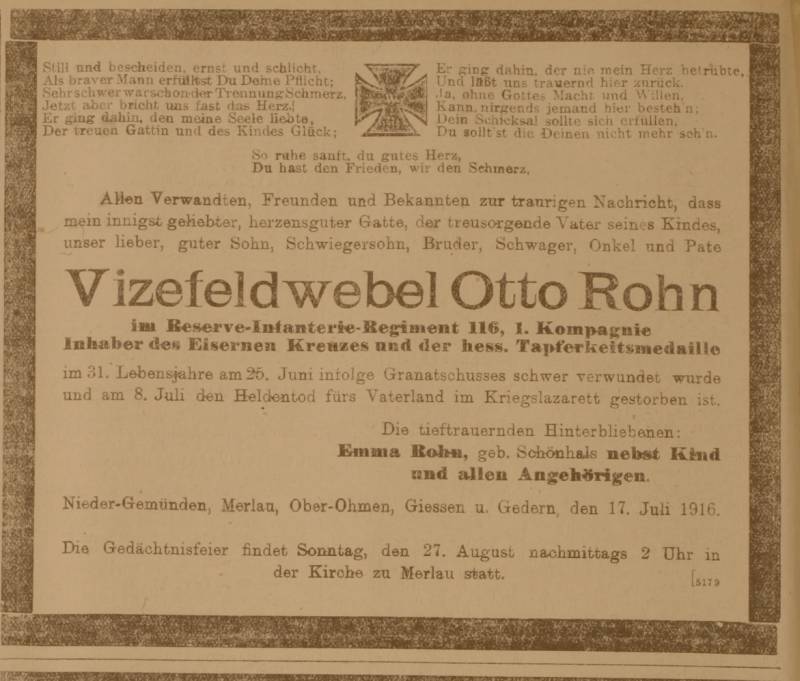 Still und bescheiden, ernst und schlicht,
Als braver Mann erfülltst Du Deine Pflicht;
Sehr schwer war schon der Trennung Schmerz,
Jetzt aber bricht uns fast das Herz!
Er ging dahin, den meine Seele liebte,
Der treuen Gattin und des Kindes Glück;
Er ging dahin, der nie mein Herz betrübte,
Und läßt uns trauernd hier zurück.
Ja, ohne Gottes Macht und Willen,
Kann nirgends jemand hier besteh'n;
Dein Schicksal sollte sich erfüllen,
Du sollt'st die Deinen nicht mehr seh'n.
So ruhe sanft, du gutes Herz,
Du hast den Frieden, wir den Schmerz,
Allen Verwandten, Freunden und Bekannten zur traurigen Nachricht, dass
mein innigst geliebter, herzensguter Gatte, der treusorgende Vater seines Kindes,
unser lieber, guter Sohn, Schwiegersohn, Bruder, Schwager, Onkel und Pate
Vizefeldwebel Otto Rohn
im Reserve-Infanterie-Regiment 116, 1. Kompagnie
Inhaber des Eisernen Kreuzes und der hess. Tapferkeitsmedaille
im 31. Lebensjahre am 25. Juni infolge Granatschusses schwer verwundet wurde
und am 8. Juli den Heldentod fürs Vaterland im Kriegslazarett gestorben ist.
Die tieftrauernden Hinterbliebenen:
Emma Rohn, geb. Schönhals nebst Kind
und allen Angehörigen.
Nieder-Gemünden, Merlau, Ober-Ohmen, Giessen u. Gedern, den 17. Juli 1916.
Die Gedächtnisfeier findet Sonntag, den 27. August nachmittags 2 Uhr in
der Kirche zu Merlau statt.
[5179